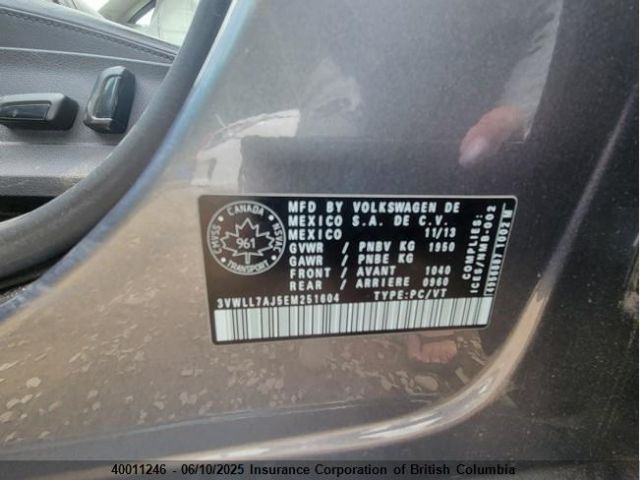 CANADA
CMVSS
NSVAC
961
TRANSPORT
MFD BY VOLKSWAGEN DE
MEXICO S.A. DE C.V.
MEXICO 11/13
GVWR / PNBV KG 1950
GAWR / PNBE KG
FRONT / AVANT 1040
REAR / ARRIERE 0960
3VWLL7AJ5EM251604 TYPE:PC/VT
COMPLIES:
ICES/NMB-002
40011246 - 06/10/2025 Insurance Corporation of British Columbia